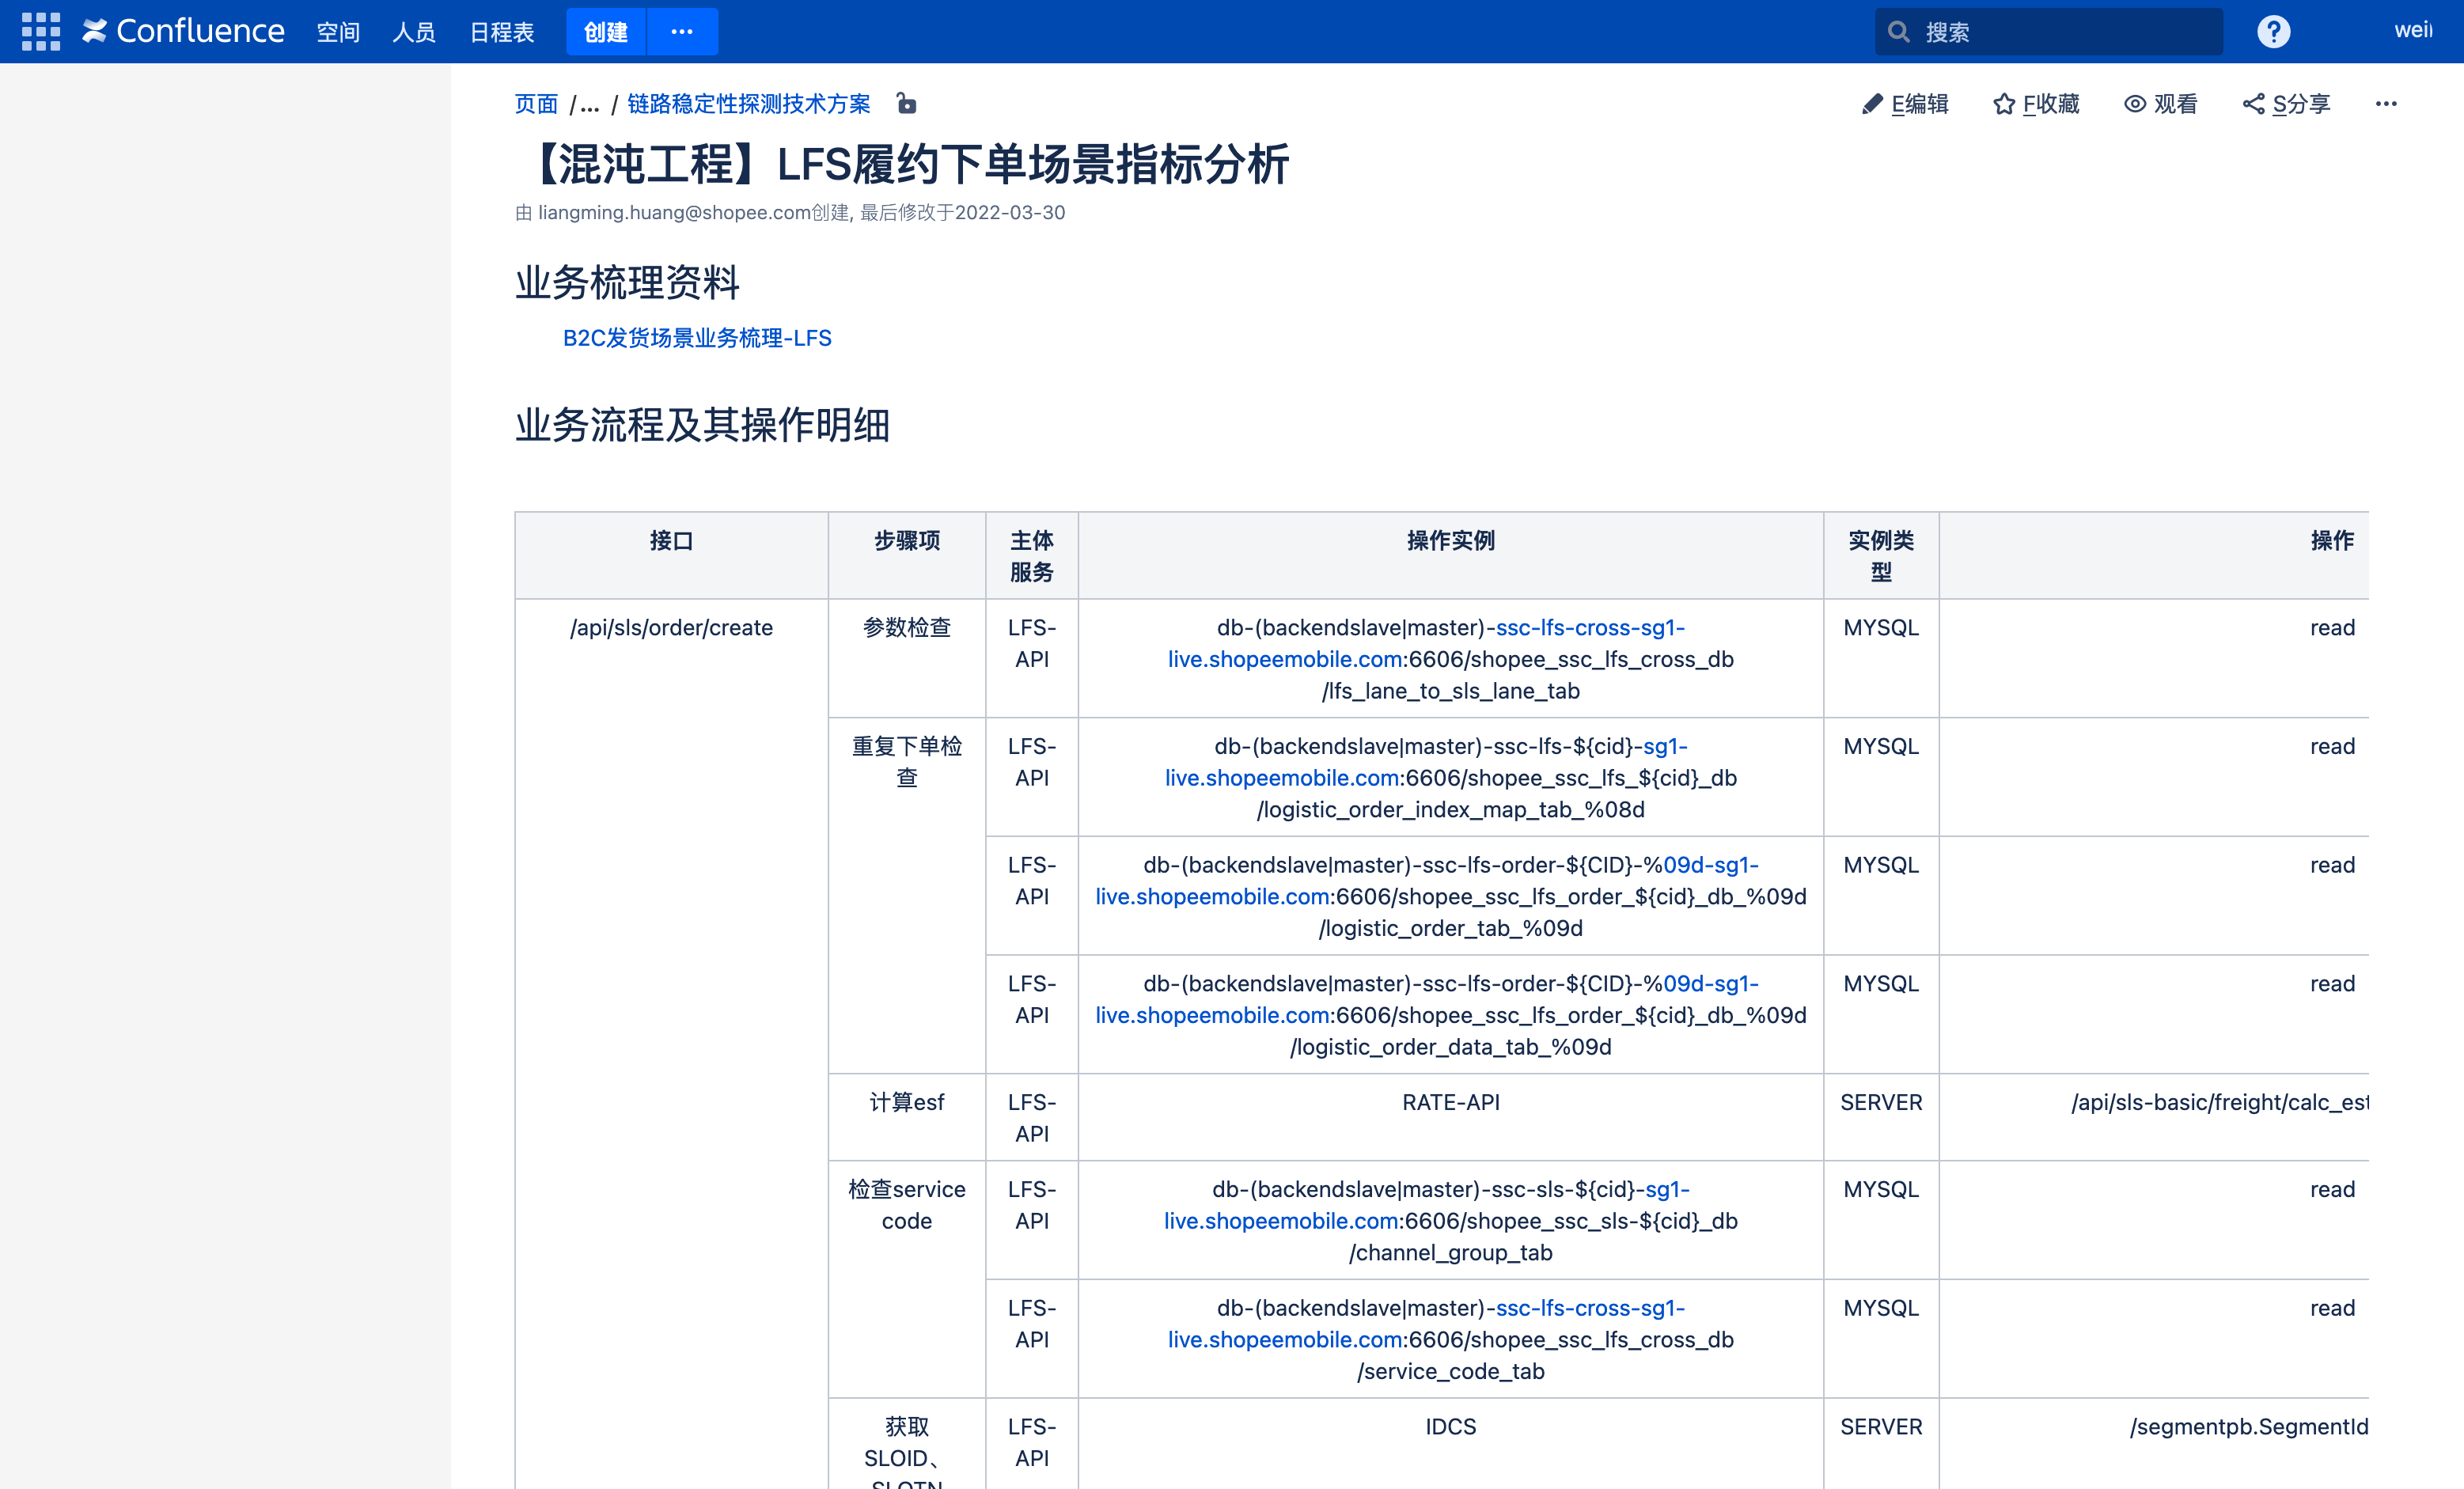 Confluence 空间 人员 日程表 创建 ··· 搜索 ? wei
页面 /... / 链路稳定性探测技术方案 E编辑 F收藏 观看 S分享 ···
【混沌工程】LFS履约下单场景指标分析
由 liangming.huang@shopee.com创建, 最后修改于2022-03-30
业务梳理资料
B2C发货场景业务梳理-LFS
业务流程及其操作明细
接口 步骤项 主体 操作实例 实例类 操作
服务 型
/api/sls/order/create 参数检查 LFS- db-(backendslave|master)-ssc-lfs-cross-sg1- MYSQL read
API live.shopeemobile.com:6606/shopee_ssc_lfs_cross_db
/lfs_lane_to_sls_lane_tab
重复下单检 LFS- db-(backendslave|master)-ssc-lfs-${cid}-sg1- MYSQL read
查 API live.shopeemobile.com:6606/shopee_ssc_lfs_${cid}_db
/logistic_order_index_map_tab_%08d
LFS- db-(backendslave|master)-ssc-lfs-order-${CID}-%09d-sg1- MYSQL read
API live.shopeemobile.com:6606/shopee_ssc_lfs_order_${cid}_db_%09d
/logistic_order_tab_%09d
LFS- db-(backendslave|master)-ssc-lfs-order-${CID}-%09d-sg1- MYSQL read
API live.shopeemobile.com:6606/shopee_ssc_lfs_order_${cid}_db_%09d
/logistic_order_data_tab_%09d
计算esf LFS- RATE-API SERVER /api/sls-basic/freight/calc_est
API
检查service LFS- db-(backendslave|master)-ssc-sls-${cid}-sg1- MYSQL read
code API live.shopeemobile.com:6606/shopee_ssc_sls-${cid}_db
/channel_group_tab
LFS- db-(backendslave|master)-ssc-lfs-cross-sg1- MYSQL read
API live.shopeemobile.com:6606/shopee_ssc_lfs_cross_db
/service_code_tab
获取 LFS- IDCS SERVER /segmentpb.SegmentId
SLOID、 API
SLOTN